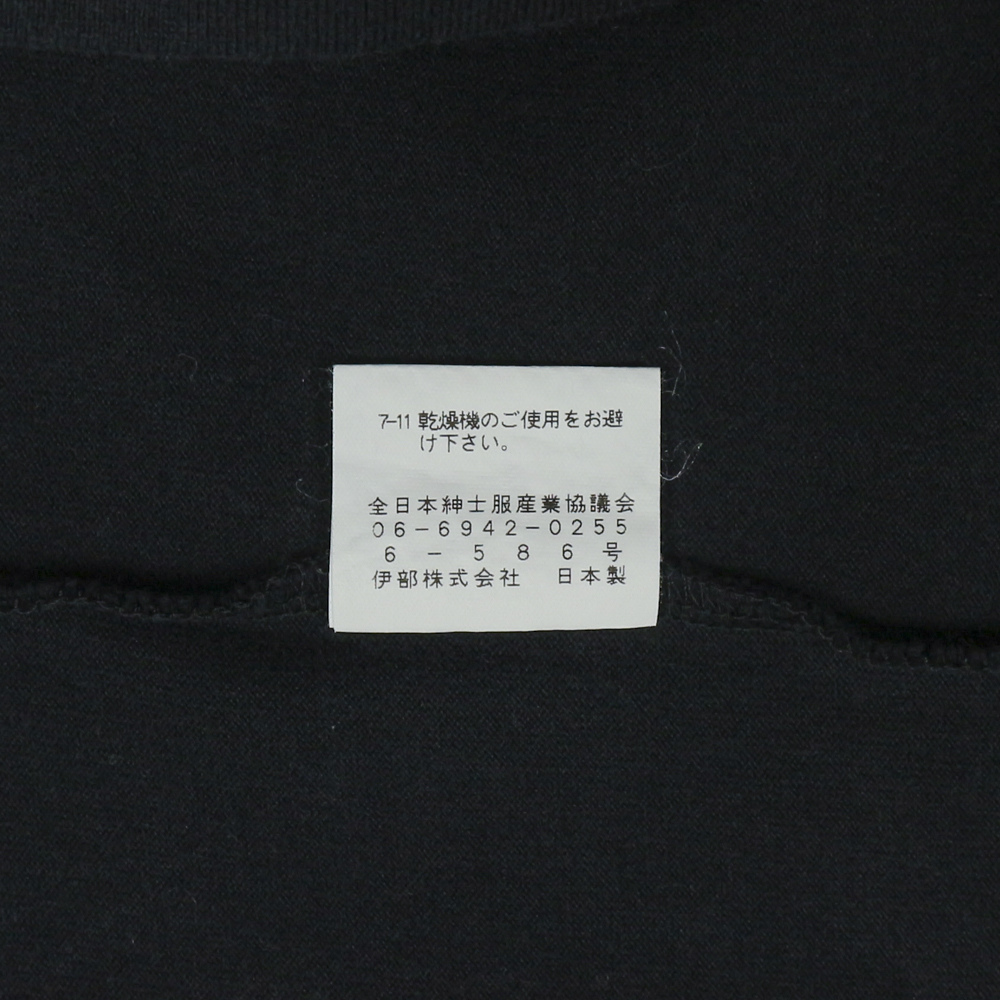 7-11 乾燥機のご使用をお避
け下さい。
全日本紳士服産業協議会
06-6942-0255
6-586号
伊部株式会社 日本製